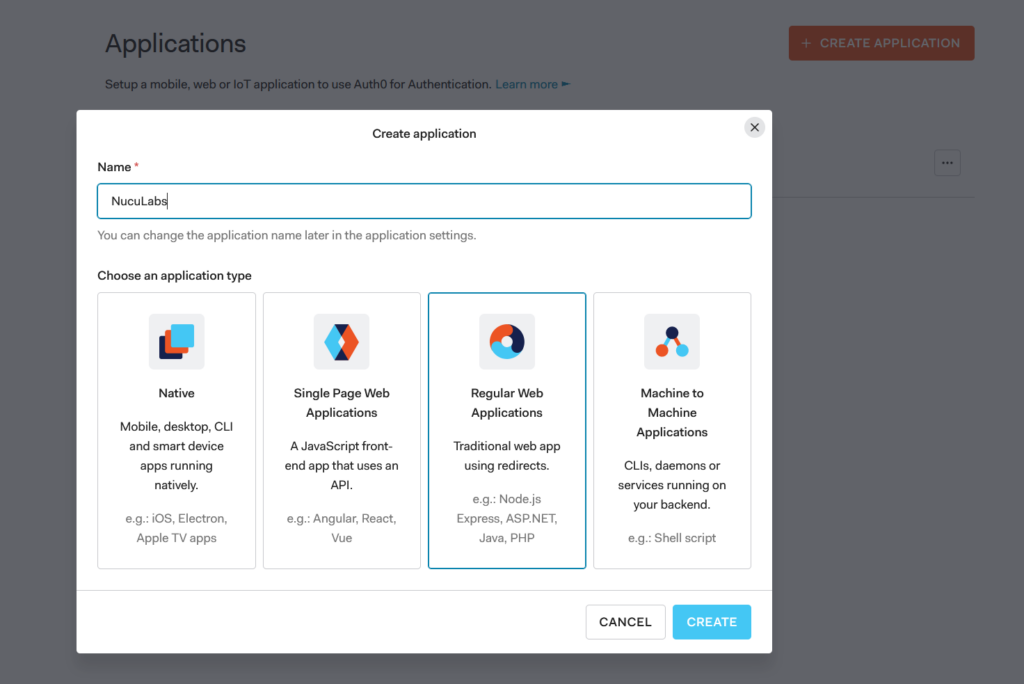 Applications
+ CREATE APPLICATION
Setup a mobile, web or IoT application to use Auth0 for Authentication. Learn more ►
Create application
Name *
NucuLabs
You can change the application name later in the application settings.
Choose an application type
Native
Mobile, desktop, CLI
and smart device
apps running
natively.
e.g.: iOS, Electron,
Apple TV apps
Single Page Web
Applications
A JavaScript front-
end app that uses an
API.
e.g.: Angular, React,
Vue
Regular Web
Applications
Traditional web app
using redirects.
e.g.: Node.js
Express, ASP.NET,
Java, PHP
Machine to
Machine
Applications
CLIs, daemons or
services running on
your backend.
e.g.: Shell script
CANCEL
CREATE